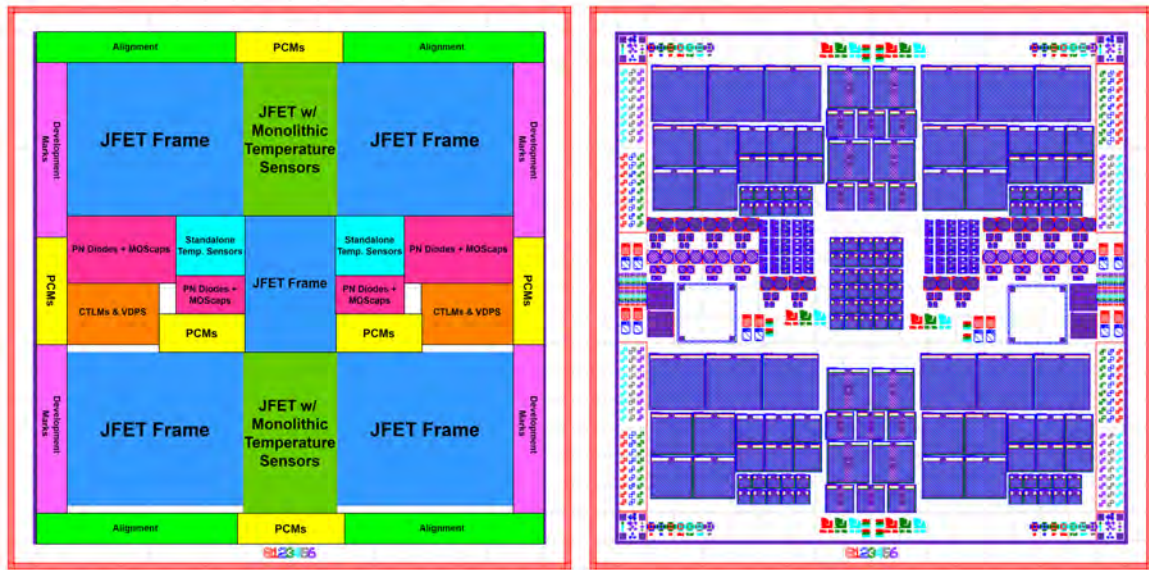 Alignment
PCMs
Alignment
Development
Marks
JFET Frame
JFET w/
Monolithic
Temperature
Sensors
JFET Frame
Development
Marks
PN Diodes + MOScaps
Standalone
Temp. Sensors
JFET Frame
Standalone
Temp. Sensors
PN Diodes + MOScaps
PCMs
PN Diodes +
MOScaps
PN Diodes +
MOScaps
PCMs
CTLMs & VDPS
PCMs
PCMs
CTLMs & VDPS
Development
Marks
JFET Frame
JFET w/
Monolithic
Temperature
Sensors
JFET Frame
Development
Marks
Alignment
PCMs
Alignment